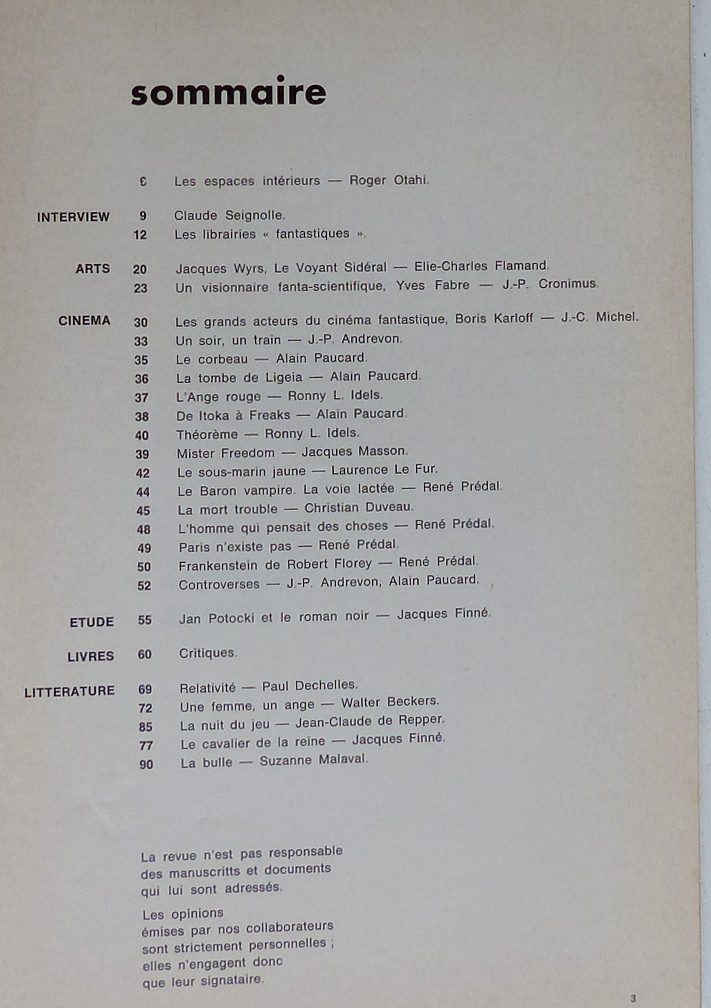 sommaire
6 Les espaces intérieurs — Roger Otahi.
INTERVIEW 9 Claude Seignolle.
12 Les librairies « fantastiques ».
ARTS 20 Jacques Wyrs, Le Voyant Sidéral — Elie-Charles Flamand.
23 Un visionnaire fanta-scientifique, Yves Fabre — J.-P. Cronimus.
CINEMA 30 Les grands acteurs du cinéma fantastique, Boris Karloff — J.-C. Michel.
33 Un soir, un train — J.-P. Andrevon.
35 Le corbeau — Alain Paucard.
36 La tombe de Ligeia — Alain Paucard.
37 L'Ange rouge — Ronny L. Idels.
38 De Itoka à Freaks — Alain Paucard.
40 Théorème — Ronny L. Idels.
39 Mister Freedom — Jacques Masson.
42 Le sous-marin jaune — Laurence Le Fur.
44 Le Baron vampire. La voie lactée — René Prédal.
45 La mort trouble — Christian Duveau.
48 L'homme qui pensait des choses — René Prédal.
49 Paris n'existe pas — René Prédal.
50 Frankenstein de Robert Florey — René Prédal.
52 Controverses — J.-P. Andrevon, Alain Paucard.
ETUDE 55 Jan Potocki et le roman noir — Jacques Finné.
LIVRES 60 Critiques.
LITTERATURE 69 Relativité — Paul Dechelles.
72 Une femme, un ange — Walter Beckers.
85 La nuit du jeu — Jean-Claude de Repper.
77 Le cavalier de la reine — Jacques Finné.
90 La bulle — Suzanne Malaval.
La revue n'est pas responsable
des manuscritts et documents
qui lui sont adressés.
Les opinions
émises par nos collaborateurs
sont strictement personnelles ;
elles n'engagent donc
que leur signataire.
3